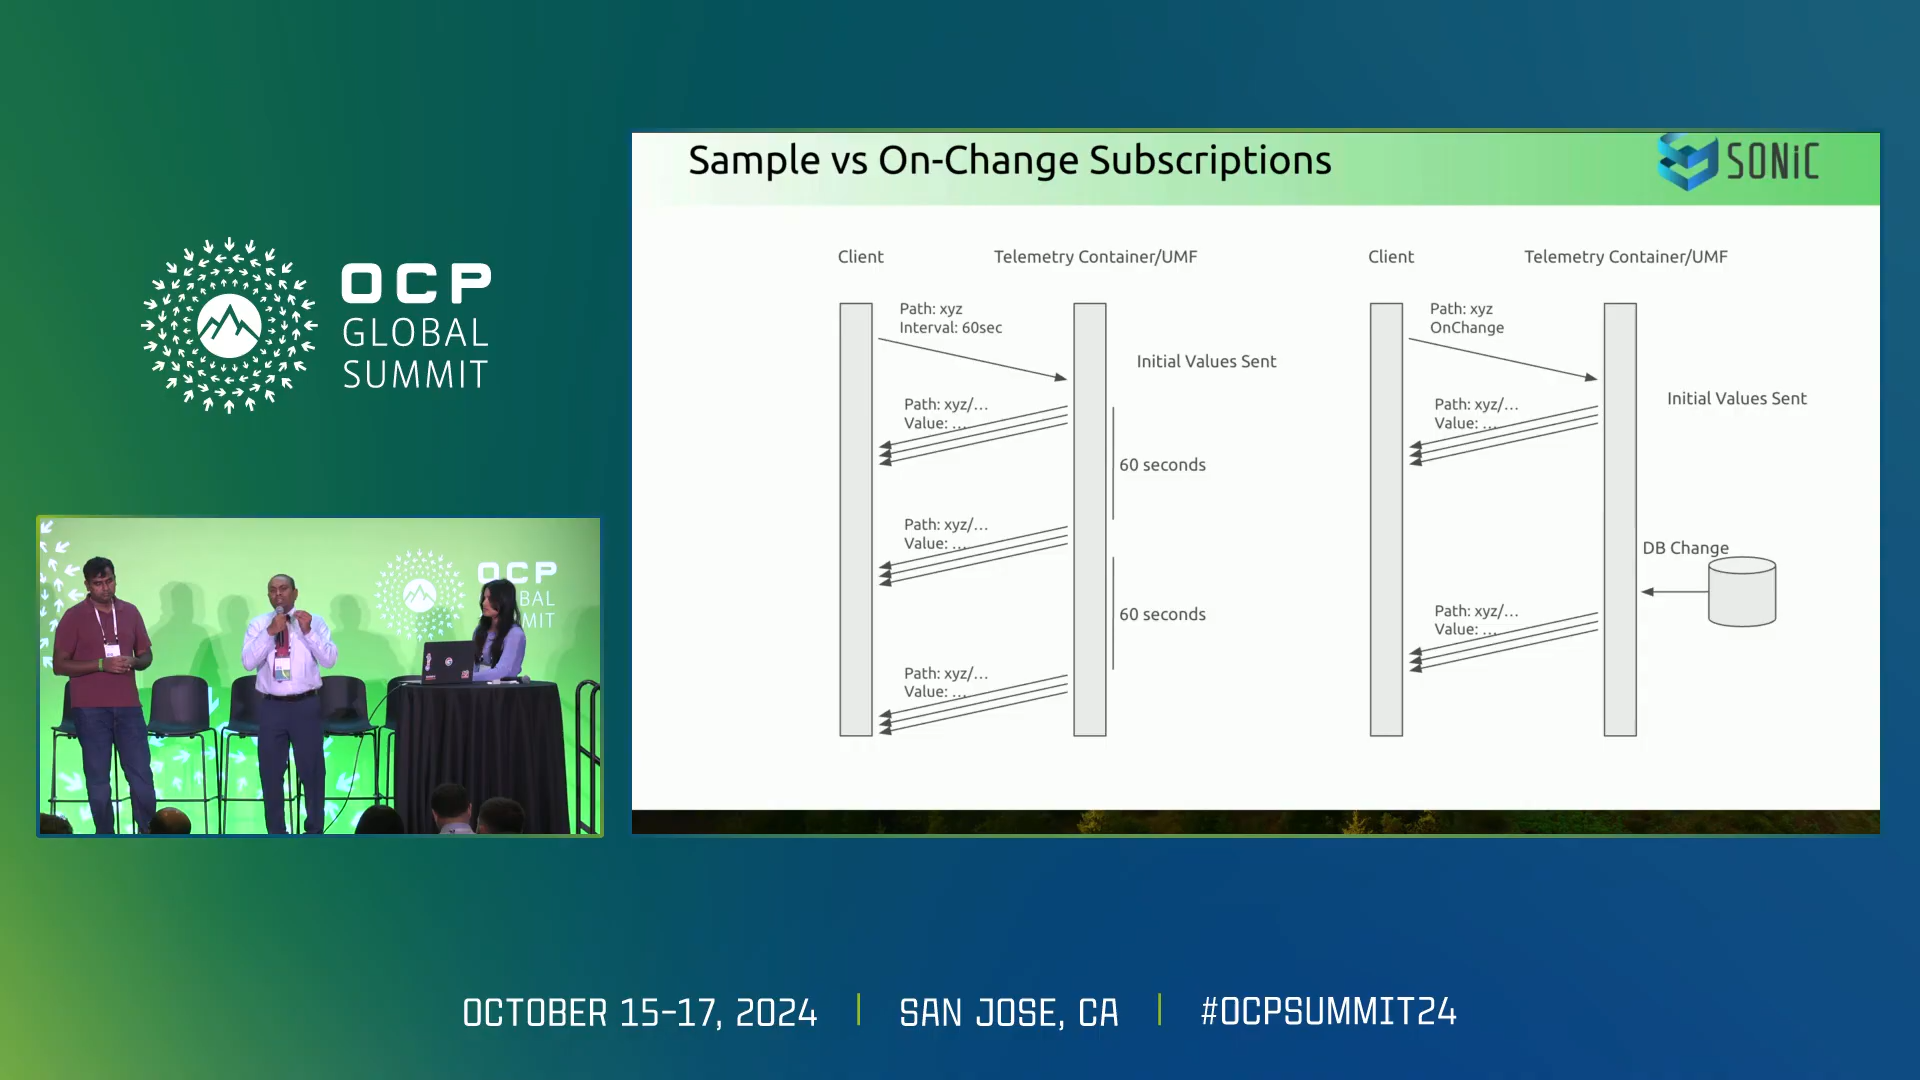 OCP
GLOBAL
SUMMIT
Sample vs On-Change Subscriptions
SONiC
Client
Telemetry Container/UMF
Path: xyz
Interval: 60sec
Initial Values Sent
Path: xyz/...
Value: ...
60 seconds
Path: xyz/...
Value: ...
60 seconds
Path: xyz/...
Value: ...
Client
Telemetry Container/UMF
Path: xyz
OnChange
Initial Values Sent
Path: xyz/...
Value: ...
DB Change
Path: xyz/...
Value: ...
OCP
BAL
MIT
OCTOBER 15-17, 2024
SAN JOSE, CA
#OCPSUMMIT24